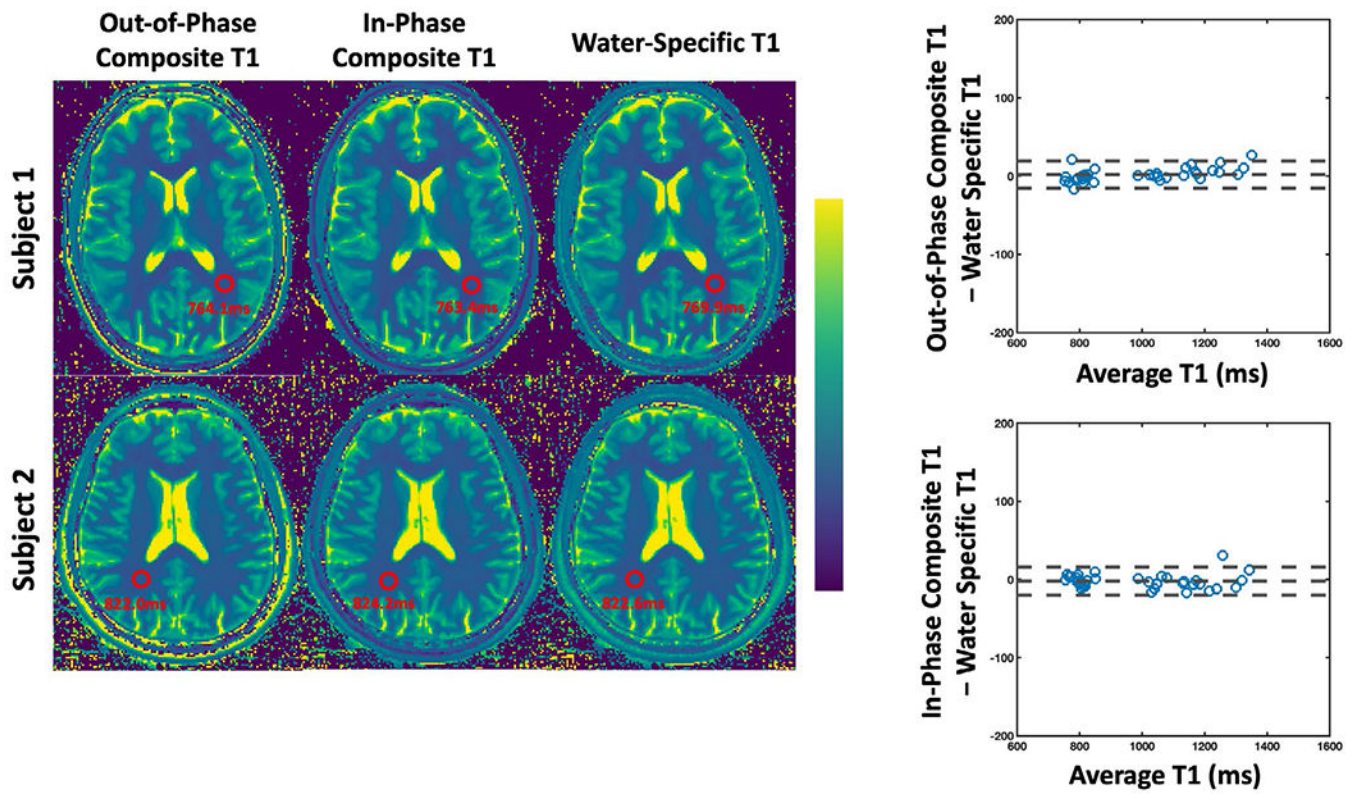 Out-of-Phase
Composite T1
In-Phase
Composite T1
Water-Specific T1
Subject 1
764.1ms
763.4ms
769.9ms
Subject 2
822.0ms
824.2ms
822.6ms
Out-of-Phase Composite T1
– Water Specific T1
200
100
0
-100
-200
600
800
1000
1200
1400
1600
Average T1 (ms)
In-Phase Composite T1
– Water Specific T1
200
100
0
-100
-200
600
800
1000
1200
1400
1600
Average T1 (ms)